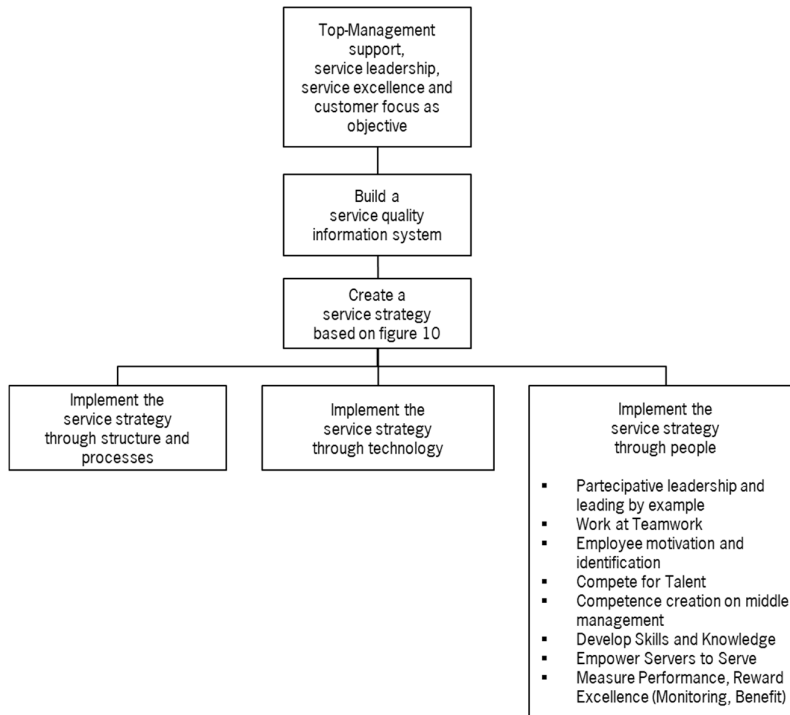 Top-Management
support,
service leadership,
service excellence and
customer focus as
objective
Build a
service quality
information system
Create a
service strategy
based on figure 10
Implement the
service strategy
through structure and
processes
Implement the
service strategy
through technology
Implement the
service strategy
through people
▪ Partecipative leadership and
leading by example
▪ Work at Teamwork
▪ Employee motivation and
identification
▪ Compete for Talent
▪ Competence creation on middle
management
▪ Develop Skills and Knowledge
▪ Empower Servers to Serve
▪ Measure Performance, Reward
Excellence (Monitoring, Benefit)